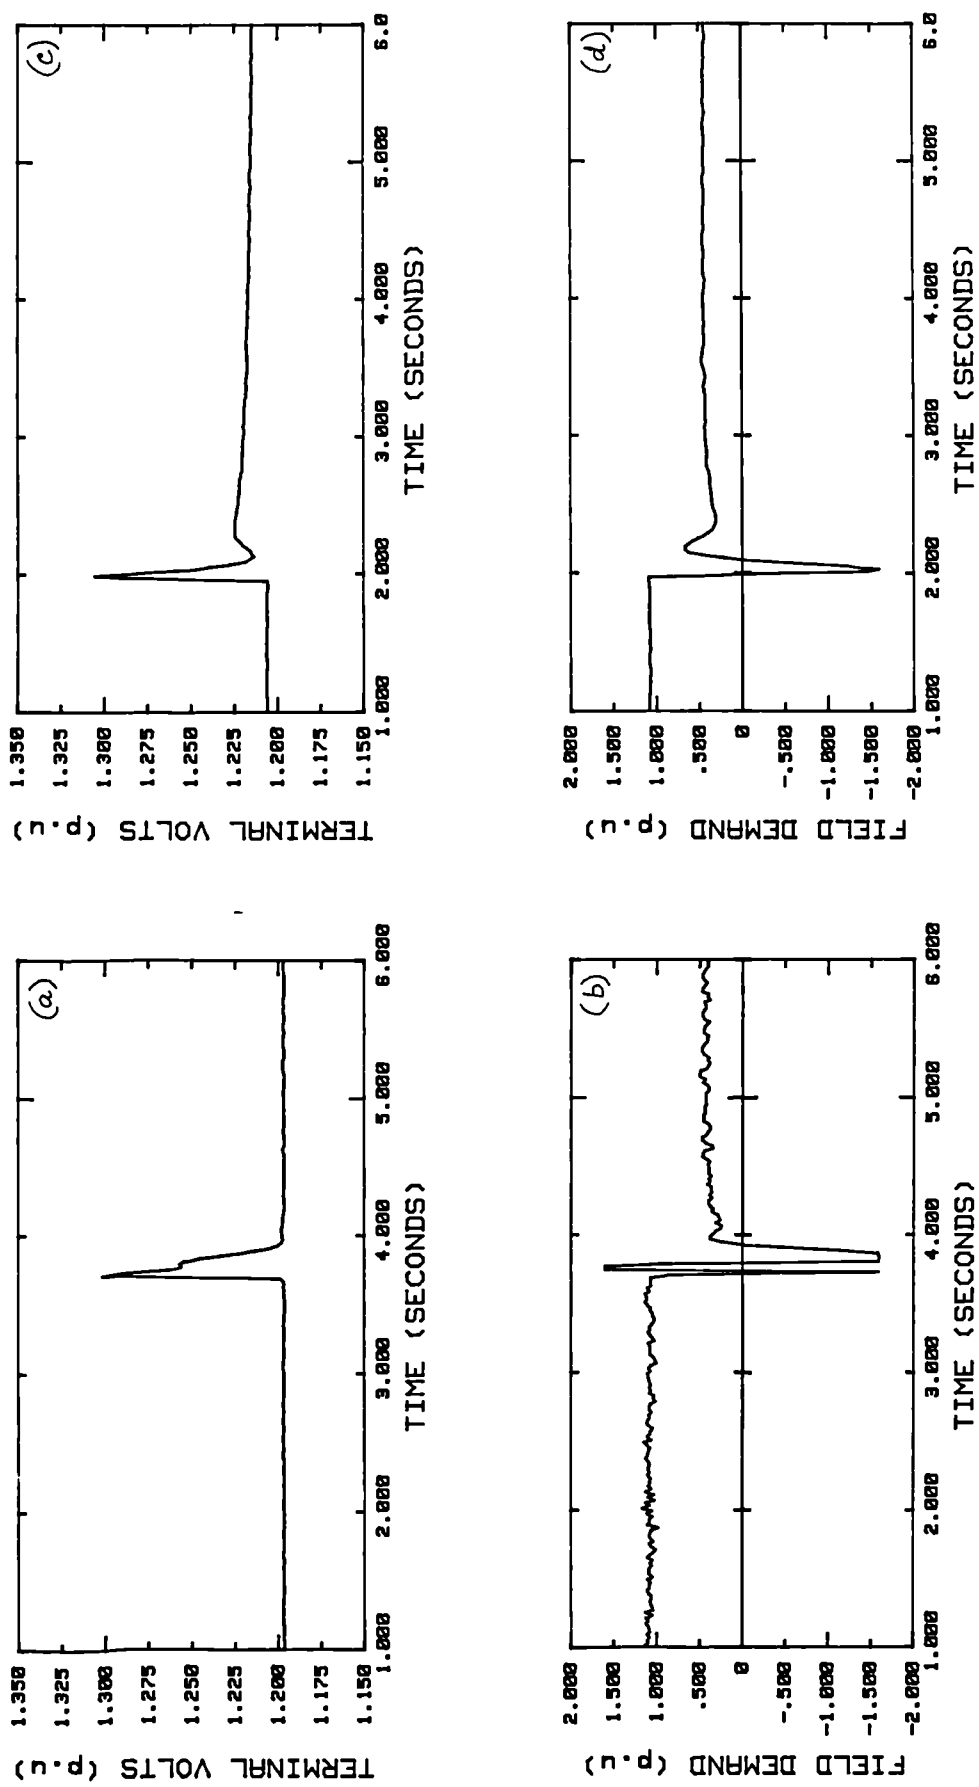 (a)
TERMINAL VOLTS (p.u)
1.350
1.325
1.300
1.275
1.250
1.225
1.200
1.175
1.150
1.000 2.000 3.000 4.000 5.000 6.000
TIME (SECONDS)
(c)
TERMINAL VOLTS (p.u)
1.350
1.325
1.300
1.275
1.250
1.225
1.200
1.175
1.150
1.000 2.000 3.000 4.000 5.000 6.0
TIME (SECONDS)
(b)
FIELD DEMAND (p.u)
2.000
1.500
1.000
.500
0
-.500
-1.000
-1.500
-2.000
1.000 2.000 3.000 4.000 5.000 6.000
TIME (SECONDS)
(d)
FIELD DEMAND (p.u)
2.000
1.500
1.000
.500
0
-.500
-1.000
-1.500
-2.000
1.000 2.000 3.000 4.000 5.000 6.0
TIME (SECONDS)